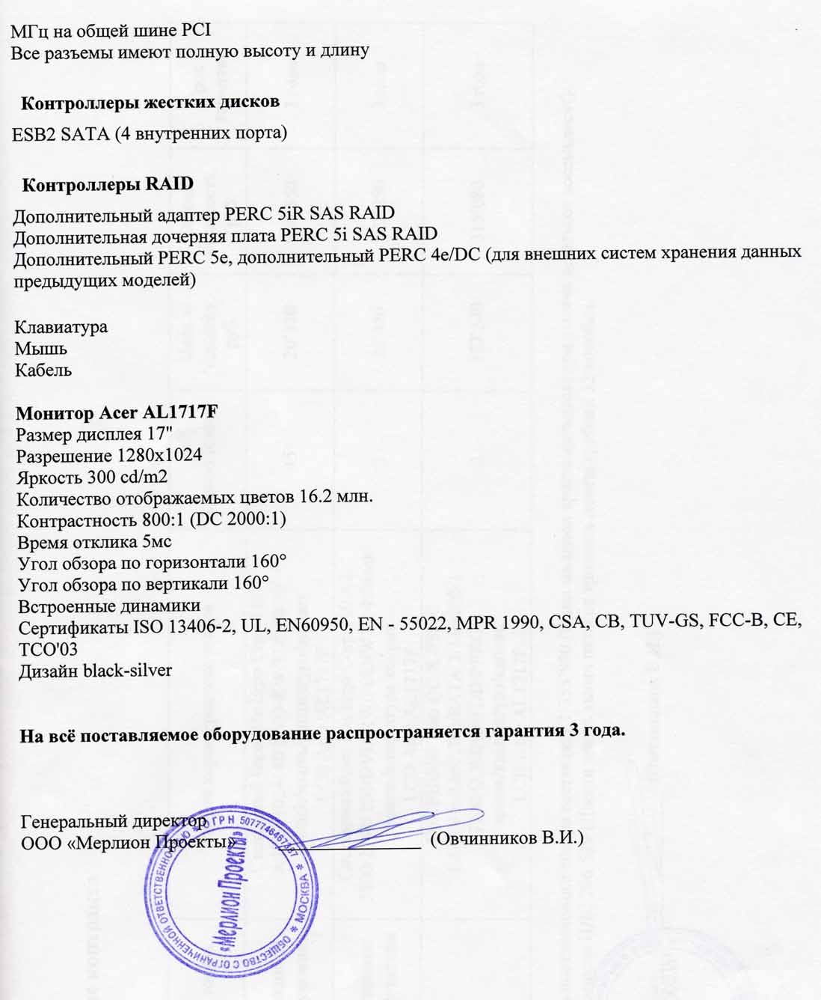 МГц на общей шине PCI
Все разъемы имеют полную высоту и длину
Контроллеры жестких дисков
ESB2 SATA (4 внутренних порта)
Контроллеры RAID
Дополнительный адаптер PERC 5iR SAS RAID
Дополнительная дочерняя плата PERC 5i SAS RAID
Дополнительный PERC 5e, дополнительный PERC 4e/DC (для внешних систем хранения данных
предыдущих моделей)
Клавиатура
Мышь
Кабель
Монитор Acer AL1717F
Размер дисплея 17"
Разрешение 1280x1024
Яркость 300 cd/m2
Количество отображаемых цветов 16.2 млн.
Контрастность 800:1 (DC 2000:1)
Время отклика 5мс
Угол обзора по горизонтали 160°
Угол обзора по вертикали 160°
Встроенные динамики
Сертификаты ISO 13406-2, UL, EN60950, EN - 55022, MPR 1990, CSA, CB, TUV-GS, FCC-B, CE,
TCO'03
Дизайн black-silver
На всё поставляемое оборудование распространяется гарантия 3 года.
Генеральный директор
ООО «Мерлион Проекты» (Овчинников В.И.)
ОБЩЕСТВО С ОГРАНИЧЕННОЙ ОТВЕТСТВЕННОСТЬЮ * ОГРН * МОСКВА *
«Мерлион Проекты»